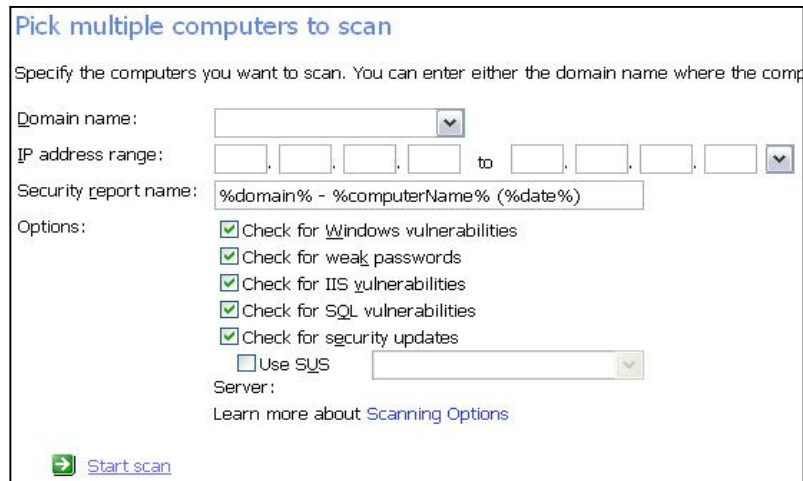 Pick multiple computers to scan
Specify the computers you want to scan. You can enter either the domain name where the comp
Domain name:
IP address range: . . . to . . .
Security report name: %domain% - %computerName% (%date%)
Options:
Check for Windows vulnerabilities
Check for weak passwords
Check for IIS vulnerabilities
Check for SQL vulnerabilities
Check for security updates
Use SUS
Server:
Learn more about Scanning Options
Start scan